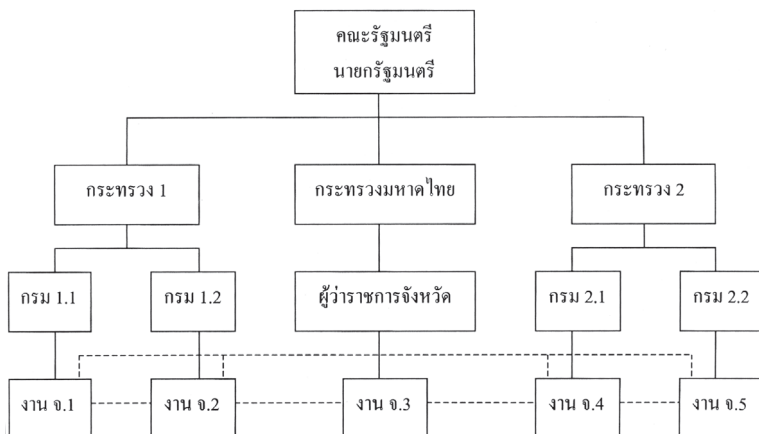 คณะรัฐมนตรี
นายกรัฐมนตรี
กระทรวง 1
กระทรวงมหาดไทย
กระทรวง 2
กรม 1.1
กรม 1.2
ผู้ว่าราชการจังหวัด
กรม 2.1
กรม 2.2
งาน จ.1
งาน จ.2
งาน จ.3
งาน จ.4
งาน จ.5